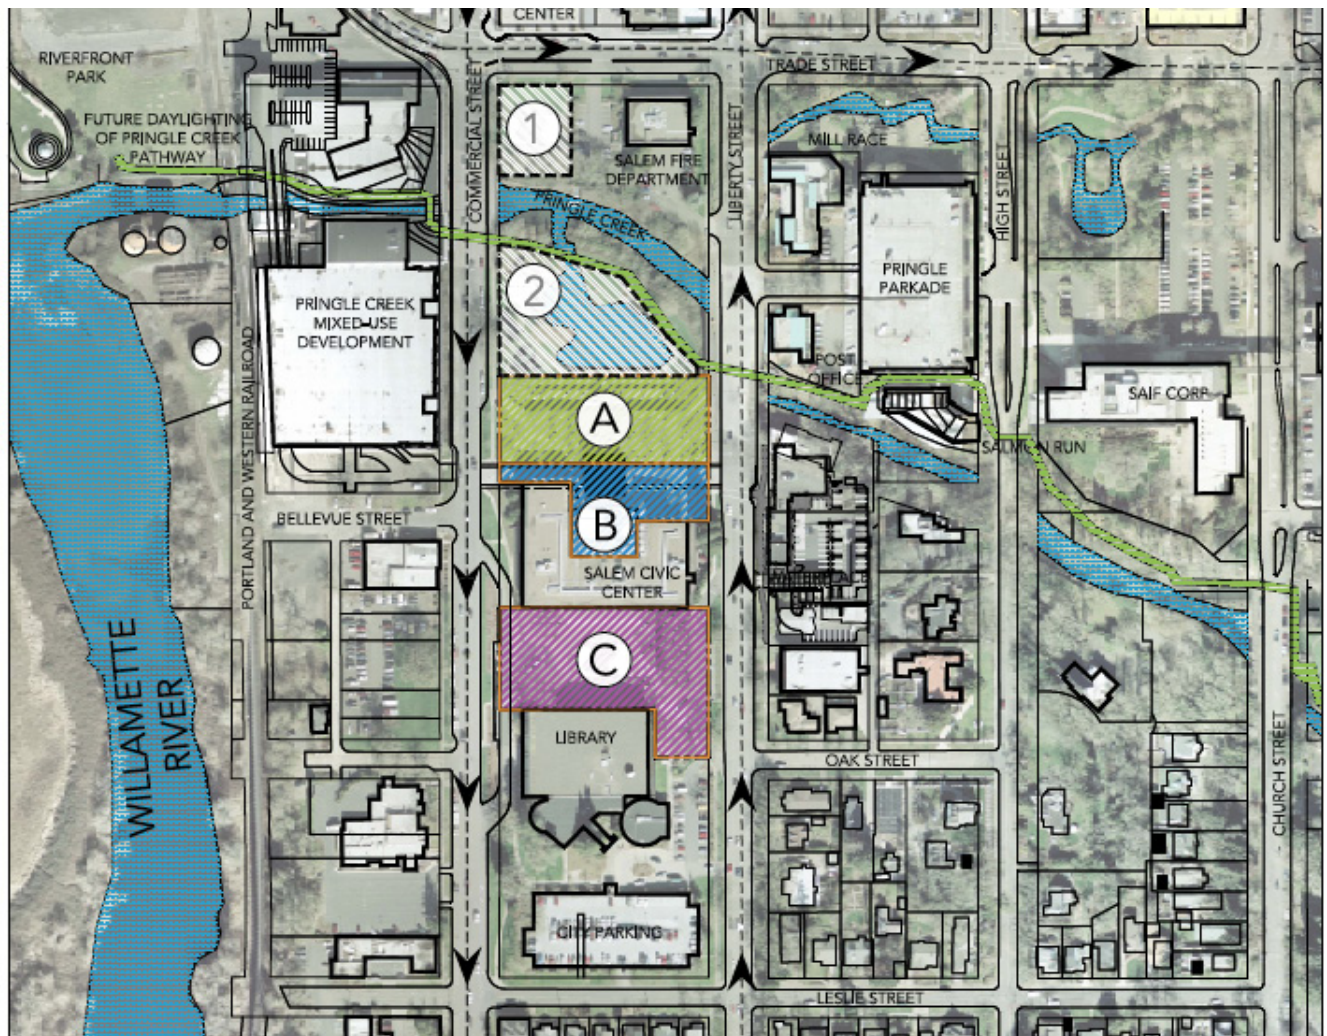 CENTER
RIVERFRONT
PARK
TRADE STREET
FUTURE DAYLIGHTING
OF PRINGLE CREEK
PATHWAY
COMMERCIAL STREET
1
SALEM FIRE
DEPARTMENT
LIBERTY STREET
MILL RACE
HIGH STREET
PRINGLE CREEK
2
PRINGLE CREEK
MIXED-USE
DEVELOPMENT
PRINGLE
PARKADE
POST
OFFICE
SAIF CORP.
A
SALMON RUN
PORTLAND AND WESTERN RAILROAD
BELLEVUE STREET
B
SALEM CIVIC
CENTER
WILLAMETTE
RIVER
C
LIBRARY
OAK STREET
CHURCH STREET
CITY PARKING
LESLIE STREET